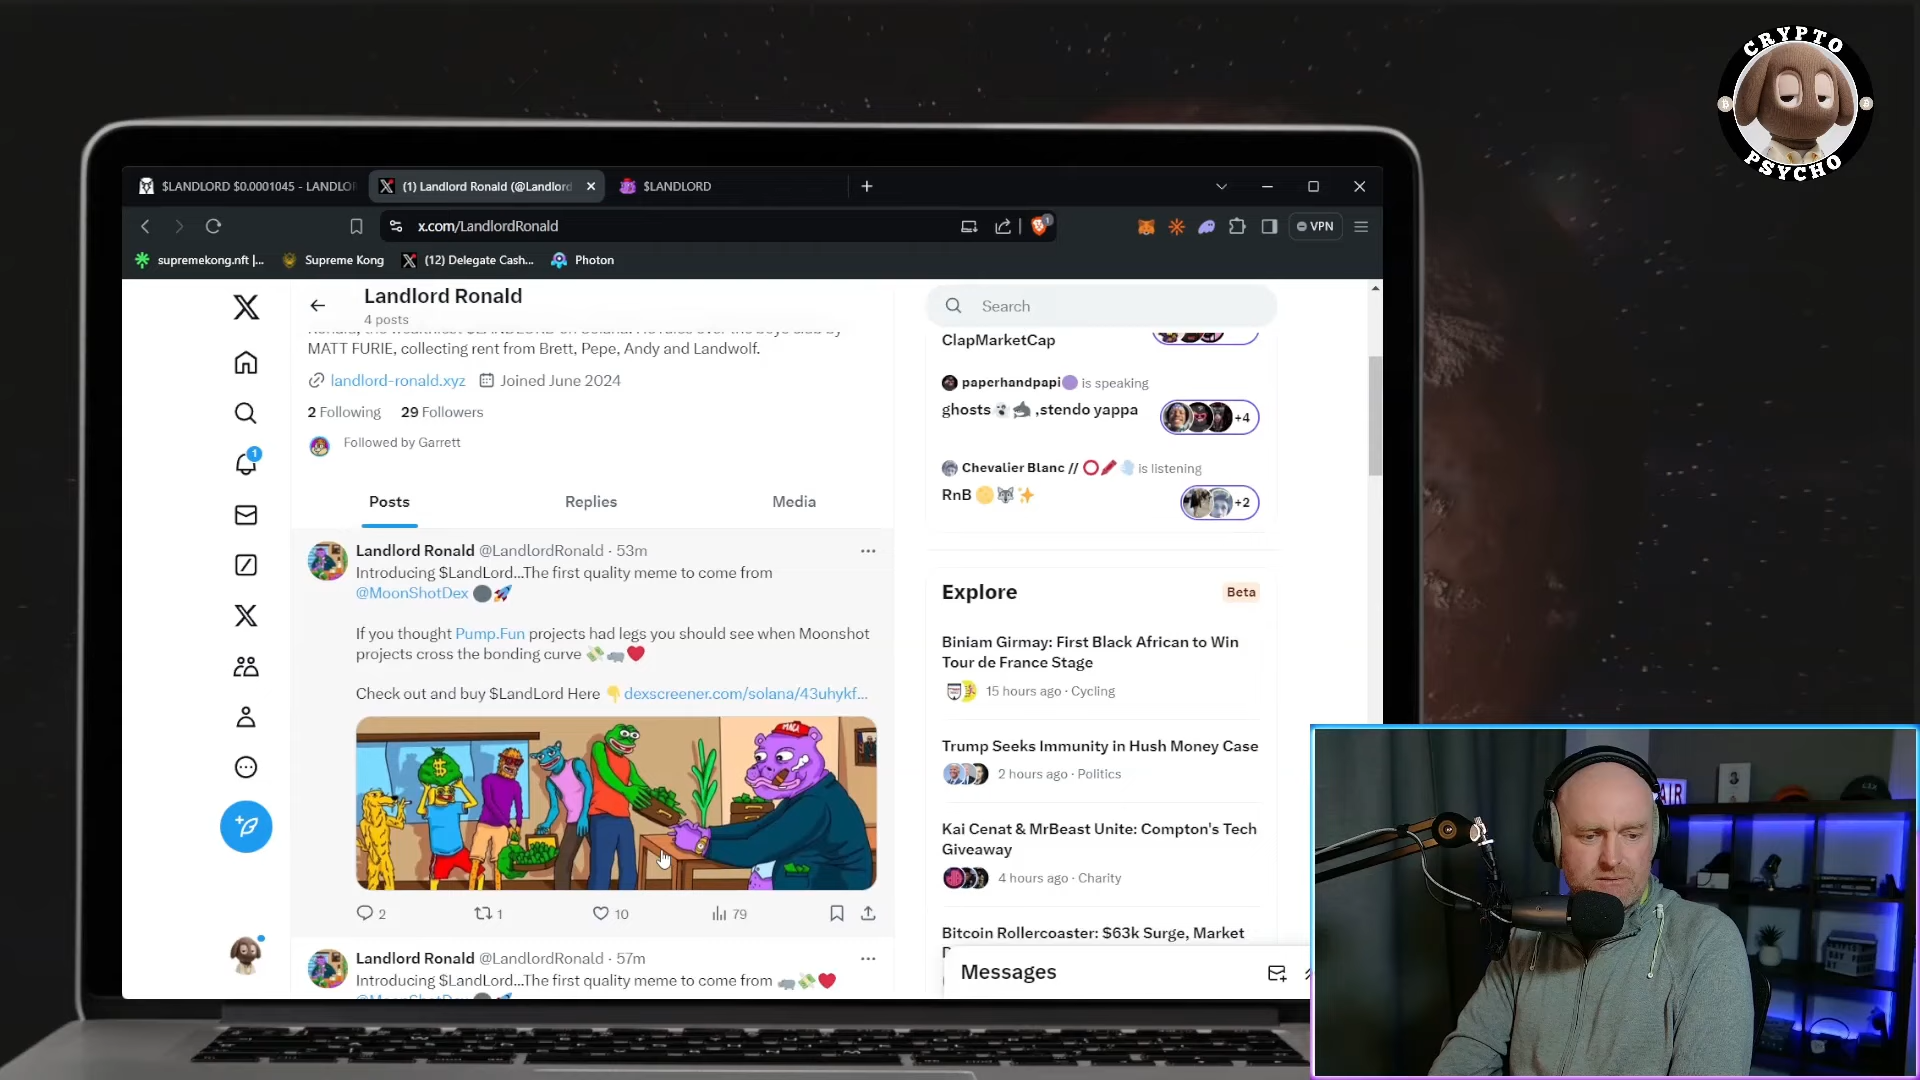 CRYPTO
PSYCHO
$LANDLORD $0.0001045 - LANDLO
(1) Landlord Ronald (@Landlord
$LANDLORD
x.com/LandlordRonald
1
VPN
supremekong.nft |...
Supreme Kong
(12) Delegate Cash...
Photon
Landlord Ronald
4 posts
MATT FURIE, collecting rent from Brett, Pepe, Andy and Landwolf.
landlord-ronald.xyz
Joined June 2024
2 Following
29 Followers
Followed by Garrett
Posts
Replies
Media
Landlord Ronald @LandlordRonald · 53m
Introducing $LandLord...The first quality meme to come from
@MoonShotDex
If you thought Pump.Fun projects had legs you should see when Moonshot
projects cross the bonding curve
Check out and buy $LandLord Here dexscreener.com/solana/43uhykf...
$
MAGA
2
1
10
79
Landlord Ronald @LandlordRonald · 57m
Introducing $LandLord...The first quality meme to come from
@MoonShotDex
1
Search
ClapMarketCap
paperhandpapi is speaking
ghosts ,stendo yappa
+4
Chevalier Blanc // is listening
RnB
+2
Explore
Beta
Biniam Girmay: First Black African to Win
Tour de France Stage
15 hours ago · Cycling
Trump Seeks Immunity in Hush Money Case
2 hours ago · Politics
Kai Cenat & MrBeast Unite: Compton's Tech
Giveaway
4 hours ago · Charity
Bitcoin Rollercoaster: $63k Surge, Market
Messages
AIR